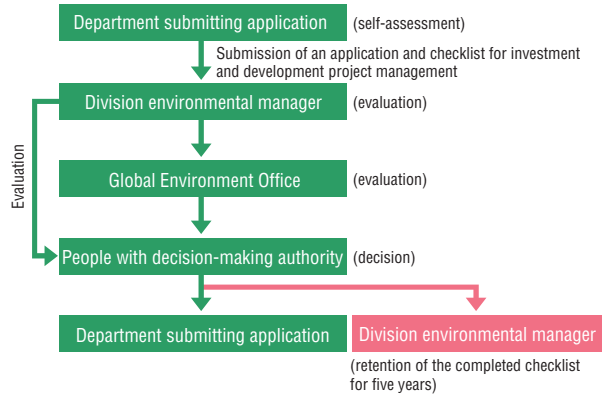 Department submitting application
(self-assessment)
Submission of an application and checklist for investment
and development project management
Division environmental manager
(evaluation)
Evaluation
Global Environment Office
(evaluation)
People with decision-making authority
(decision)
Department submitting application
Division environmental manager
(retention of the completed checklist
for five years)